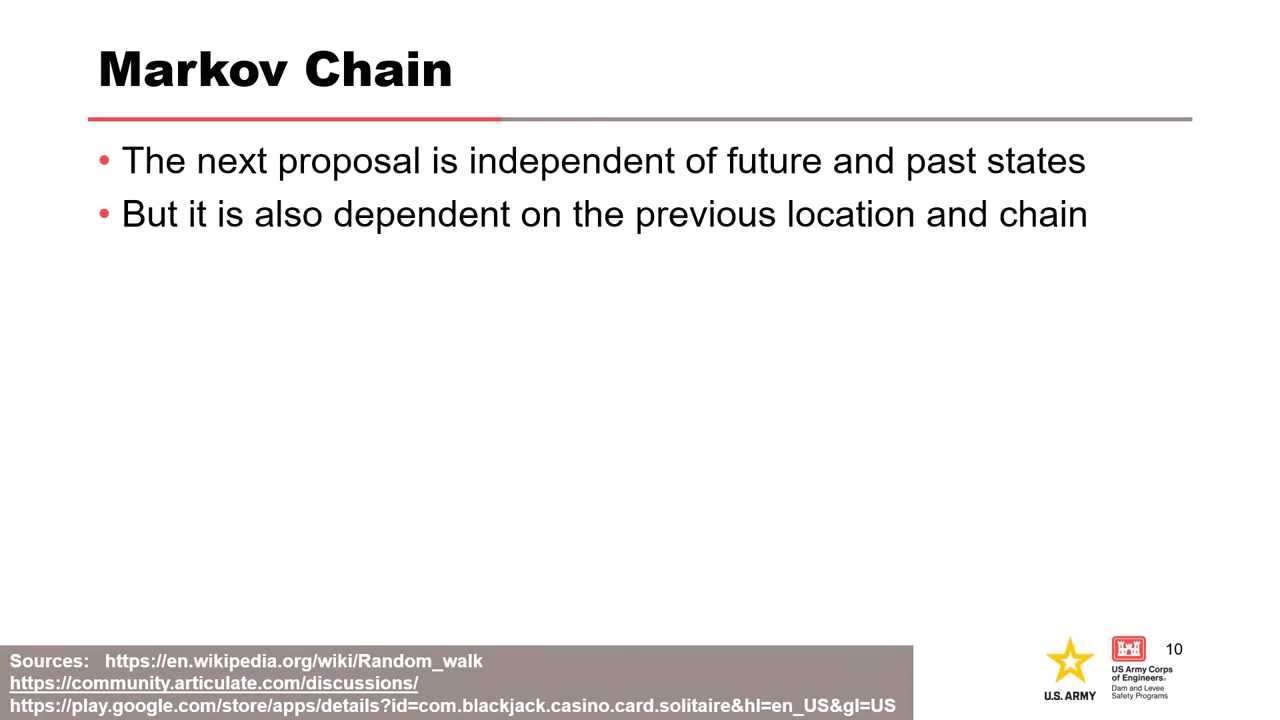 Markov Chain
• The next proposal is independent of future and past states
• But it is also dependent on the previous location and chain
Sources: https://en.wikipedia.org/wiki/Random_walk
https://community.articulate.com/discussions/
https://play.google.com/store/apps/details?id=com.blackjack.casino.card.solitaire&hl=en_US&gl=US
U.S. ARMY
US Army Corps
of Engineers®
Dam and Levee
Safety Programs
10